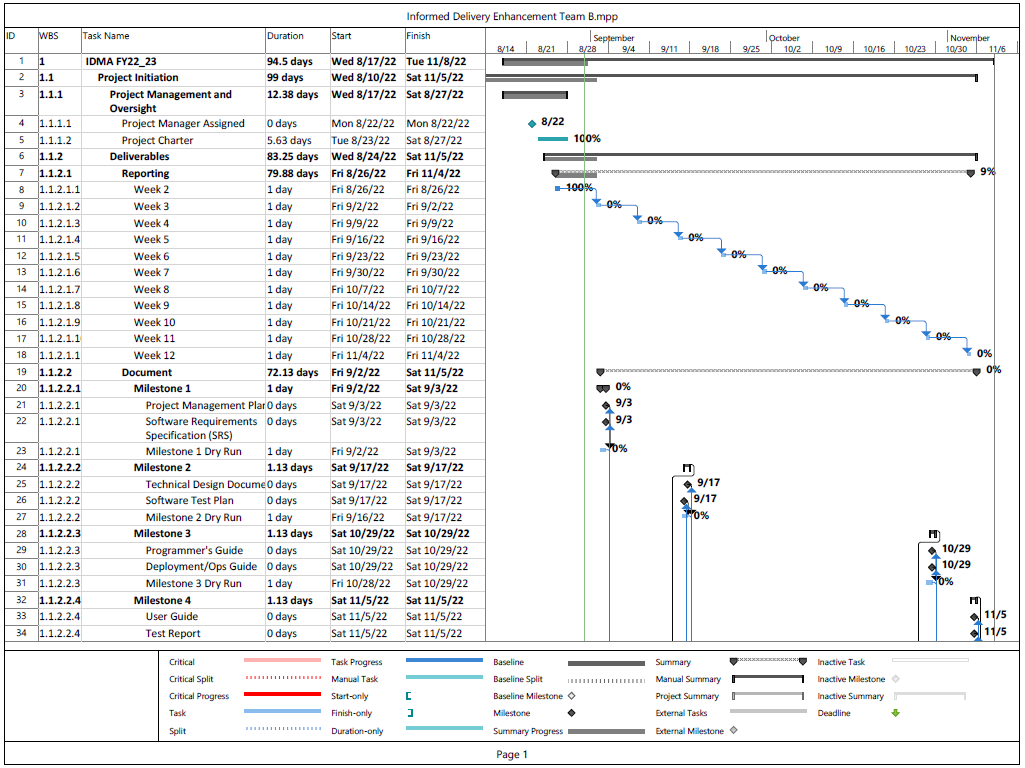 Informed Delivery Enhancement Team B.mpp
ID WBS Task Name Duration Start Finish
September October November
8/14 8/21 8/28 9/4 9/11 9/18 9/25 10/2 10/9 10/16 10/23 10/30 11/6
1 1 IDMA FY22_23 94.5 days Wed 8/17/22 Tue 11/8/22
2 1.1 Project Initiation 99 days Wed 8/10/22 Sat 11/5/22
3 1.1.1 Project Management and 12.38 days Wed 8/17/22 Sat 8/27/22
Oversight
4 1.1.1.1 Project Manager Assigned 0 days Mon 8/22/22 Mon 8/22/22 8/22
5 1.1.1.2 Project Charter 5.63 days Tue 8/23/22 Sat 8/27/22 100%
6 1.1.2 Deliverables 83.25 days Wed 8/24/22 Sat 11/5/22
7 1.1.2.1 Reporting 79.88 days Fri 8/26/22 Fri 11/4/22 9%
8 1.1.2.1.1 Week 2 1 day Fri 8/26/22 Fri 8/26/22 100%
9 1.1.2.1.2 Week 3 1 day Fri 9/2/22 Fri 9/2/22 0%
10 1.1.2.1.3 Week 4 1 day Fri 9/9/22 Fri 9/9/22 0%
11 1.1.2.1.4 Week 5 1 day Fri 9/16/22 Fri 9/16/22 0%
12 1.1.2.1.5 Week 6 1 day Fri 9/23/22 Fri 9/23/22 0%
13 1.1.2.1.6 Week 7 1 day Fri 9/30/22 Fri 9/30/22 0%
14 1.1.2.1.7 Week 8 1 day Fri 10/7/22 Fri 10/7/22 0%
15 1.1.2.1.8 Week 9 1 day Fri 10/14/22 Fri 10/14/22 0%
16 1.1.2.1.9 Week 10 1 day Fri 10/21/22 Fri 10/21/22 0%
17 1.1.2.1.1 Week 11 1 day Fri 10/28/22 Fri 10/28/22 0%
18 1.1.2.1.1 Week 12 1 day Fri 11/4/22 Fri 11/4/22 0%
19 1.1.2.2 Document 72.13 days Fri 9/2/22 Sat 11/5/22 0%
20 1.1.2.2.1 Milestone 1 1 day Fri 9/2/22 Sat 9/3/22 0%
21 1.1.2.2.1 Project Management Plan 0 days Sat 9/3/22 Sat 9/3/22 9/3
22 1.1.2.2.1 Software Requirements 0 days Sat 9/3/22 Sat 9/3/22 9/3
Specification (SRS)
23 1.1.2.2.1 Milestone 1 Dry Run 1 day Fri 9/2/22 Sat 9/3/22 0%
24 1.1.2.2.2 Milestone 2 1.13 days Sat 9/17/22 Sat 9/17/22
25 1.1.2.2.2 Technical Design Docume 0 days Sat 9/17/22 Sat 9/17/22 9/17
26 1.1.2.2.2 Software Test Plan 0 days Sat 9/17/22 Sat 9/17/22 9/17
27 1.1.2.2.2 Milestone 2 Dry Run 1 day Fri 9/16/22 Sat 9/17/22 0%
28 1.1.2.2.3 Milestone 3 1.13 days Sat 10/29/22 Sat 10/29/22
29 1.1.2.2.3 Programmer's Guide 0 days Sat 10/29/22 Sat 10/29/22 10/29
30 1.1.2.2.3 Deployment/Ops Guide 0 days Sat 10/29/22 Sat 10/29/22 10/29
31 1.1.2.2.3 Milestone 3 Dry Run 1 day Fri 10/28/22 Sat 10/29/22 0%
32 1.1.2.2.4 Milestone 4 1.13 days Sat 11/5/22 Sat 11/5/22
33 1.1.2.2.4 User Guide 0 days Sat 11/5/22 Sat 11/5/22 11/5
34 1.1.2.2.4 Test Report 0 days Sat 11/5/22 Sat 11/5/22 11/5
Critical Task Progress Baseline Summary Inactive Task
Critical Split Manual Task Baseline Split Manual Summary Inactive Milestone
Critical Progress Start-only Baseline Milestone Project Summary Inactive Summary
Task Finish-only Milestone External Tasks Deadline
Split Duration-only Summary Progress External Milestone
Page 1